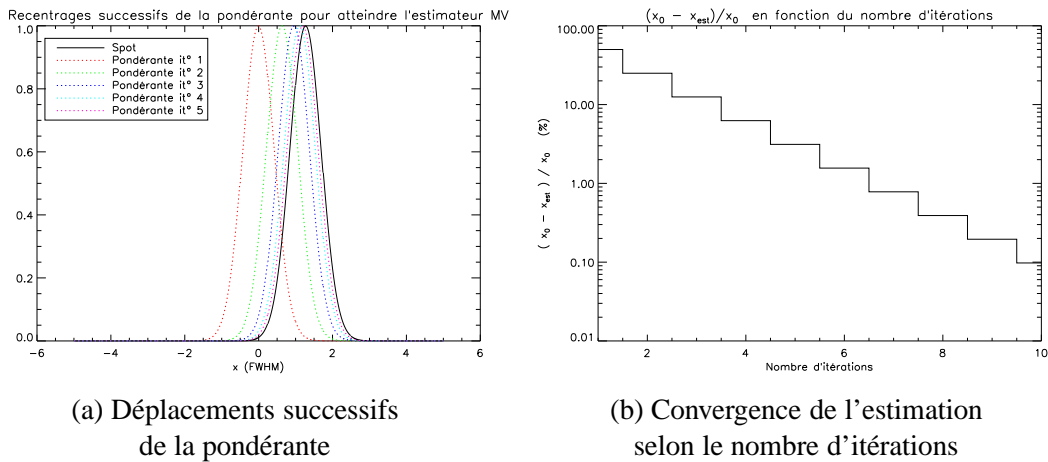 Recentrages successifs de la pondérante pour atteindre l'estimateur MV
1.0
0.8
0.6
0.4
0.2
0.0
Spot
Pondérante it° 1
Pondérante it° 2
Pondérante it° 3
Pondérante it° 4
Pondérante it° 5
−6
−4
−2
0
2
4
6
x (FWHM)
(x₀ − xₑₛₜ)/x₀ en fonction du nombre d'itérations
100.00
10.00
1.00
0.10
0.01
( x₀ − xₑₛₜ ) / x₀ (%)
2
4
6
8
10
Nombre d'itérations
(a) Déplacements successifs
de la pondérante
(b) Convergence de l'estimation
selon le nombre d'itérations